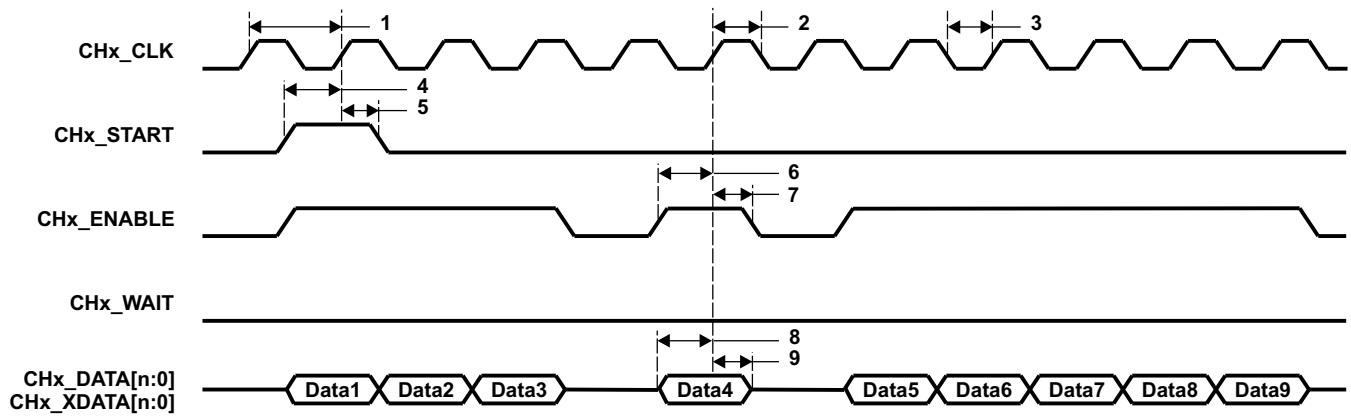 1 2 3
CHx_CLK
4
5
CHx_START
6
7
CHx_ENABLE
CHx_WAIT
8
9
CHx_DATA[n:0]
CHx_XDATA[n:0]
Data1 Data2 Data3 Data4 Data5 Data6 Data7 Data8 Data9